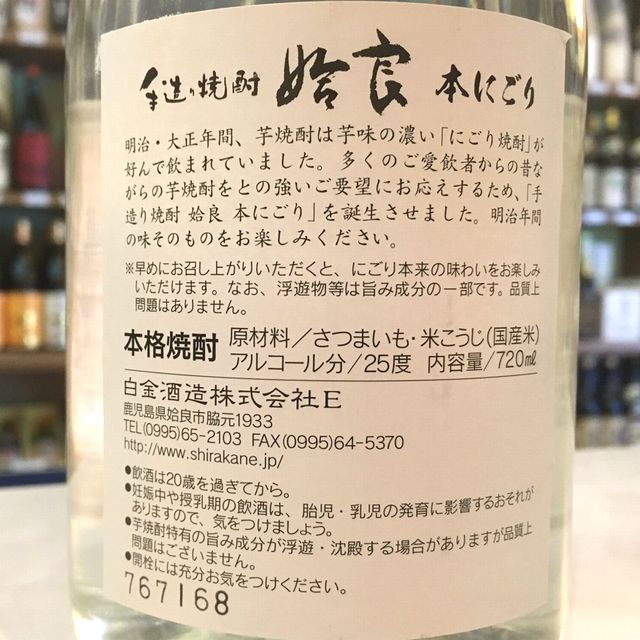 手造り焼酎 姶良 本にごり
明治・大正年間、芋焼酎は芋味の濃い「にごり焼酎」が
好んで飲まれていました。多くのご愛飲者からの昔な
がらの芋焼酎をとの強いご要望にお応えするため、「手
造り焼酎 姶良 本にごり」を誕生させました。明治年間
の味そのものをお楽しみください。
※早めにお召し上がりいただくと、にごり本来の味わいをお楽しみ
いただけます。なお、浮遊物等は旨み成分の一部です。品質上
問題はありません。
本格焼酎 原材料/さつまいも・米こうじ(国産米)
アルコール分/25度 内容量/720ml
白金酒造株式会社E
鹿児島県姶良市脇元1933
TEL(0995)65-2103 FAX(0995)64-5370
http://www.shirakane.jp/
●飲酒は20歳を過ぎてから。
●妊娠中や授乳期の飲酒は、胎児・乳児の発育に影響するおそれが
ありますので、気をつけましょう。
●芋焼酎特有の旨み成分が浮遊・沈殿する場合がありますが品質上
問題はございません。
●開栓には充分お気をつけください。
767168